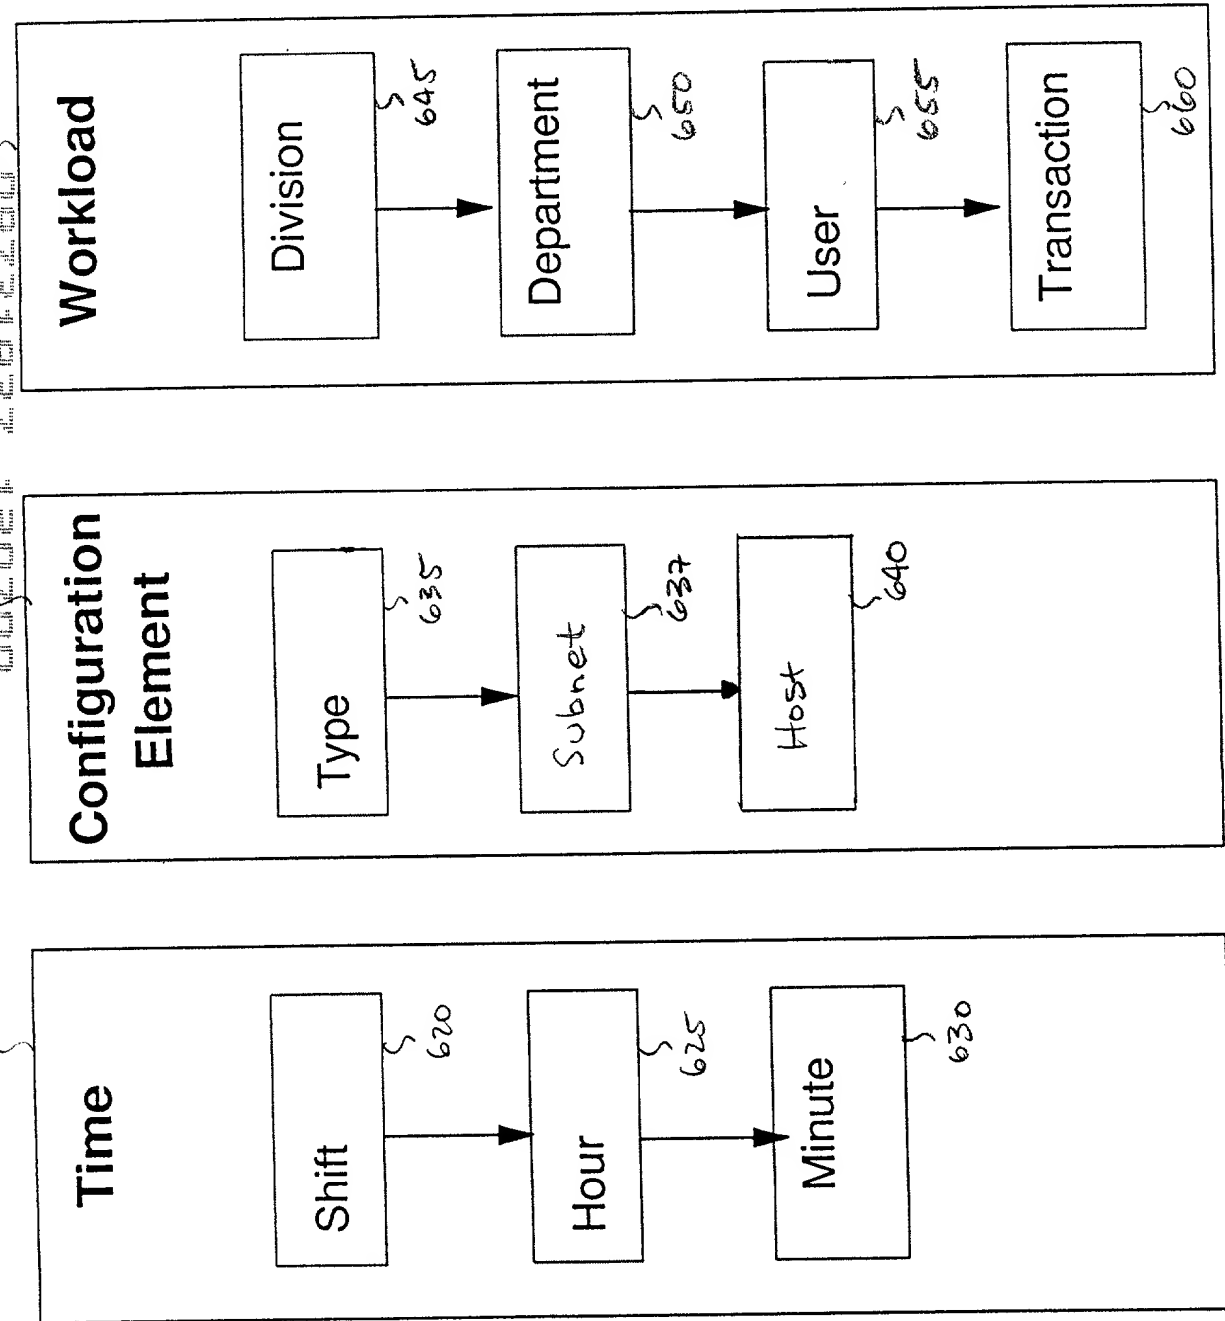 Time
Shift
620
Hour
625
Minute
630
Configuration
Element
Type
635
Subnet
637
Host
640
Workload
Division
645
Department
650
User
655
Transaction
660